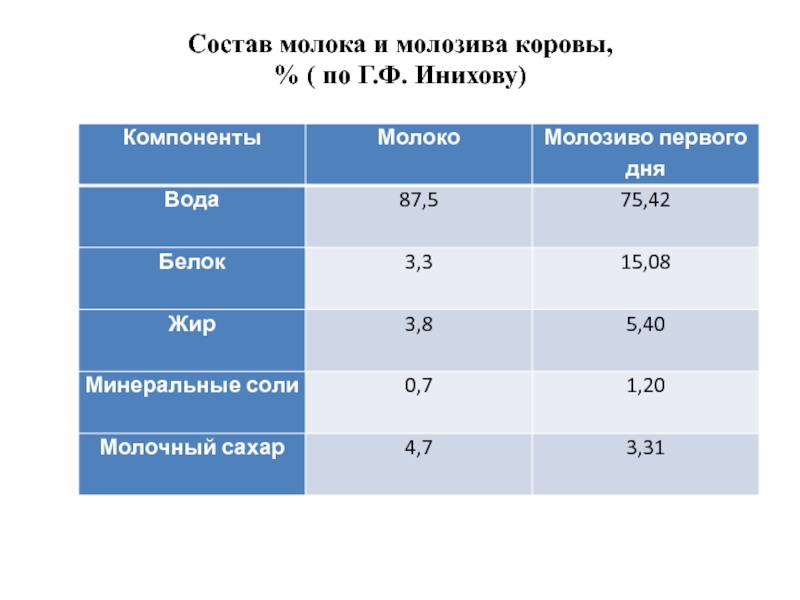 Состав молока и молозива коровы,
% ( по Г.Ф. Инихову)
Компоненты Молоко Молозиво первого
дня
Вода 87,5 75,42
Белок 3,3 15,08
Жир 3,8 5,40
Минеральные соли 0,7 1,20
Молочный сахар 4,7 3,31